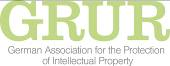 GRUR
German Association for the Protection
of Intellectual Property